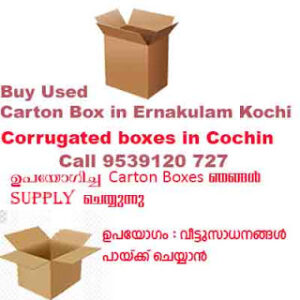 Buy Used
Carton Box in Ernakulam Kochi
Corrugated boxes in Cochin
Call 9539120 727
ഉപയോഗിച്ച Carton Boxes ഞങ്ങൾ
SUPPLY ചെയ്യുന്നു
ഉപയോഗം : വീട്ടുസാധനങ്ങൾ
പായ്ക്ക് ചെയ്യാൻ